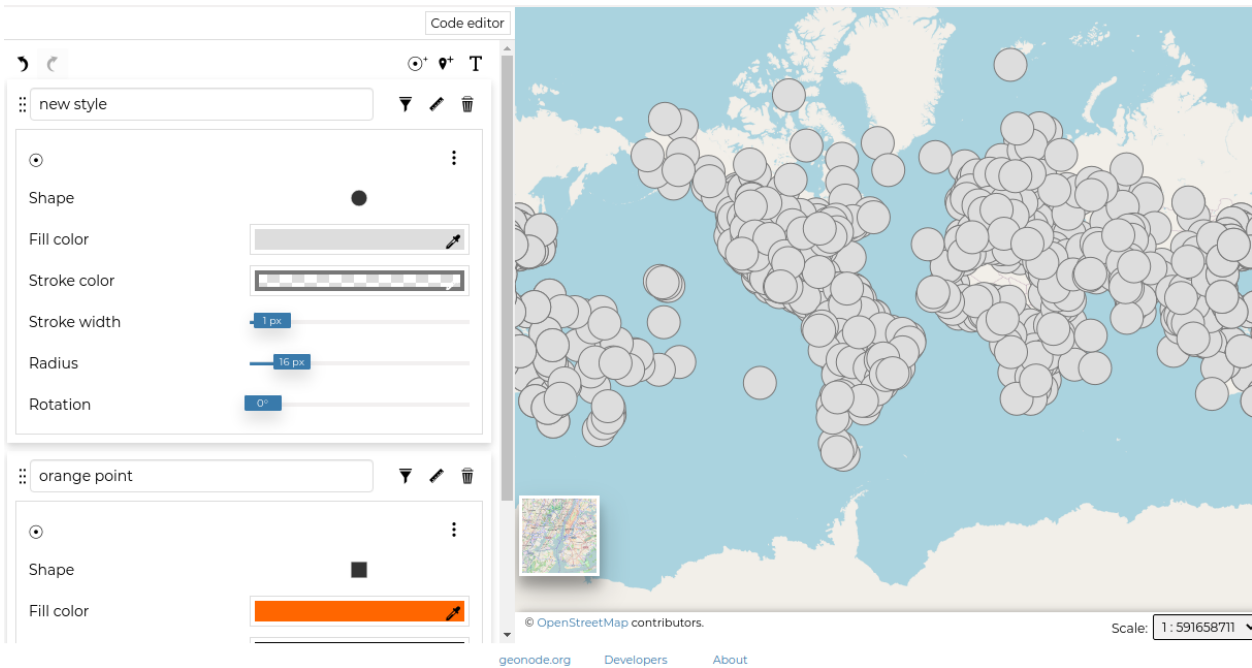 Code editor
T
new style
Shape
Fill color
Stroke color
Stroke width
1 px
Radius
16 px
Rotation
0°
orange point
Shape
Fill color
© OpenStreetMap contributors.
Scale: 1 : 591658711
geonode.org Developers About